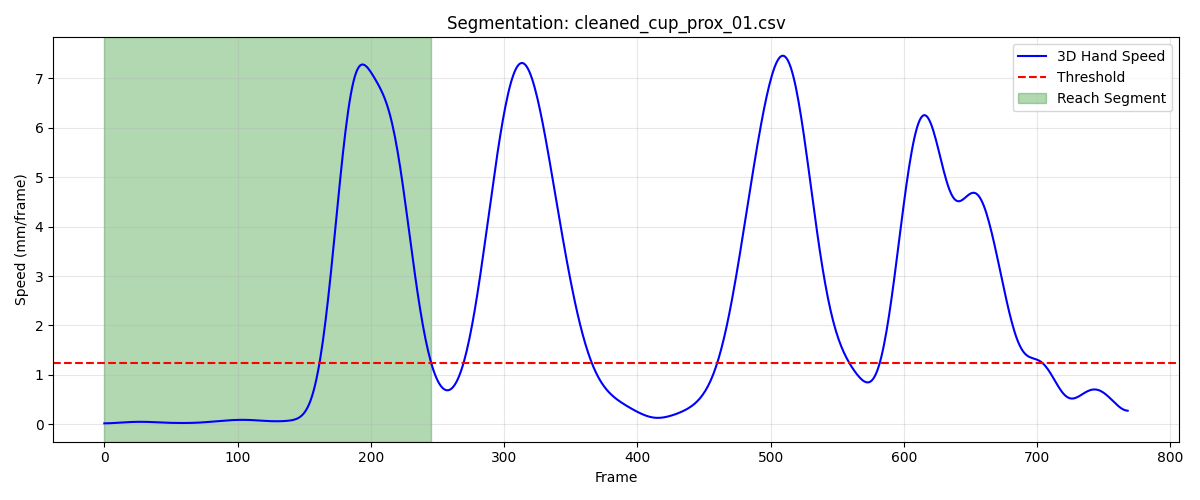 Segmentation: cleaned_cup_prox_01.csv
3D Hand Speed
Threshold
Reach Segment
Speed (mm/frame)
7
6
5
4
3
2
1
0
0 100 200 300 400 500 600 700 800
Frame